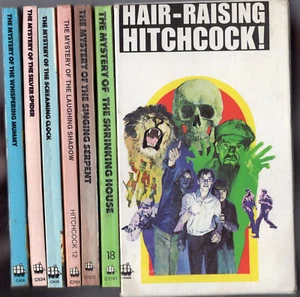 HAIR-RAISING
HITCHCOCK!
THE MYSTERY OF THE WHISPERING MUMMY
THE MYSTERY OF THE SILVER SPIDER
THE MYSTERY OF THE SCREAMING CLOCK
THE MYSTERY OF THE LAUGHING SHADOW
HITCHCOCK 12
THE MYSTERY OF THE SINGING SERPENT
THE MYSTERY OF THE SHRINKING HOUSE
18